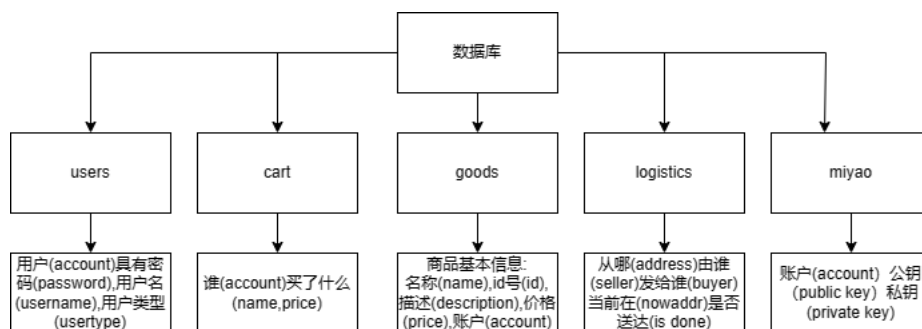 数据库
users
cart
goods
logistics
miyao
用户(account)具有密
码(password),用户名
(username),用户类型
(usertype)
谁(account)买了什么
(name,price)
商品基本信息:
名称(name),id号(id),
描述(description),价格
(price),账户(account)
从哪(address)由谁
(seller)发给谁(buyer)
当前在(nowaddr)是否
送达(is done)
账户(account) 公钥
(public key) 私钥
(private key)